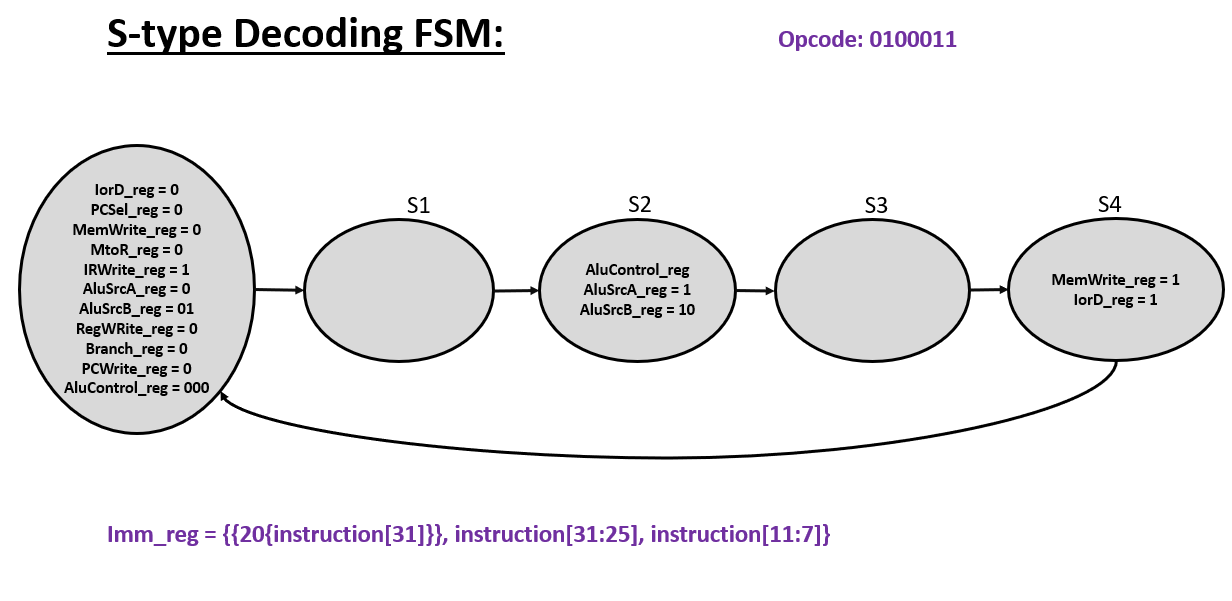 S-type Decoding FSM:
Opcode: 0100011
IorD_reg = 0
PCSel_reg = 0
MemWrite_reg = 0
MtoR_reg = 0
IRWrite_reg = 1
AluSrcA_reg = 0
AluSrcB_reg = 01
RegWRite_reg = 0
Branch_reg = 0
PCWrite_reg = 0
AluControl_reg = 000
S1
S2
AluControl_reg
AluSrcA_reg = 1
AluSrcB_reg = 10
S3
S4
MemWrite_reg = 1
IorD_reg = 1
Imm_reg = {{20{instruction[31]}}, instruction[31:25], instruction[11:7]}